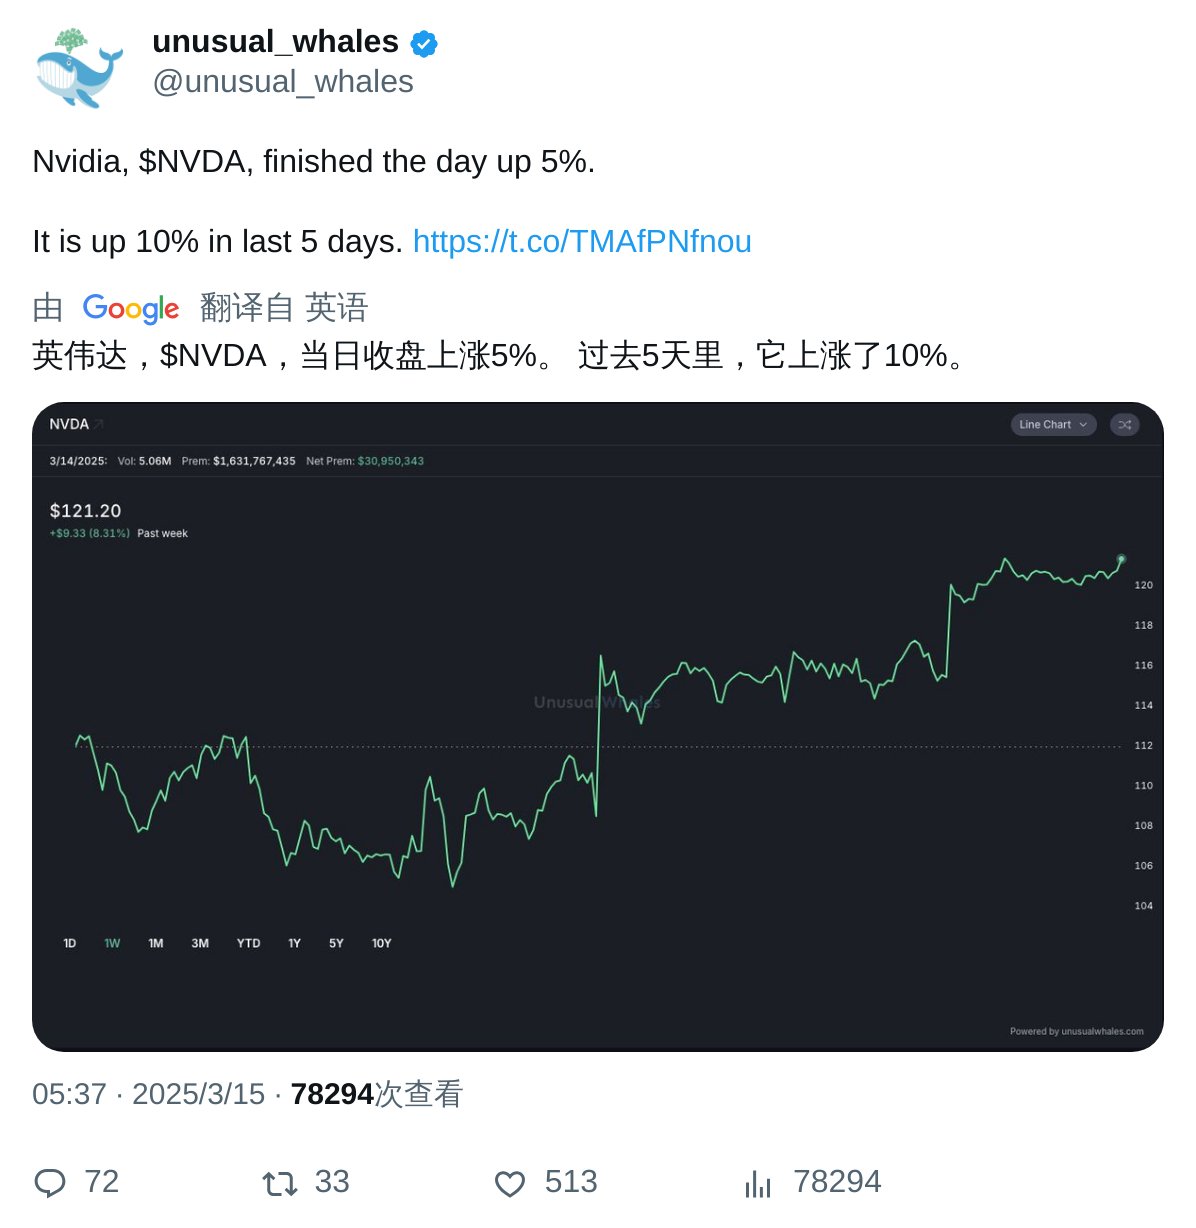 unusual_whales
@unusual_whales
Nvidia, $NVDA, finished the day up 5%.
It is up 10% in last 5 days. https://t.co/TMAfPNfnou
由 Google 翻译自 英语
英伟达，$NVDA，当日收盘上涨5%。 过去5天里，它上涨了10%。
NVDA
Line Chart
3/14/2025: Vol: 5.06M Prem: $1,631,767,435 Net Prem: $30,950,343
$121.20
+$9.33 (8.31%) Past week
120
118
116
114
Unusual Whales
112
110
108
106
104
1D 1W 1M 3M YTD 1Y 5Y 10Y
Powered by unusualwhales.com
05:37 · 2025/3/15 · 78294次查看
72 33 513 78294